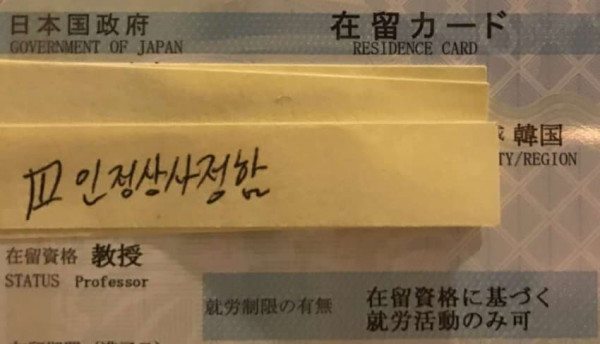 日本国政府 在留カード
GOVERNMENT OF JAPAN RESIDENCE CARD
韓国
TY/REGION
인정상사정함
在留資格 教授
STATUS Professor
就労制限の有無 在留資格に基づく
就労活動のみ可